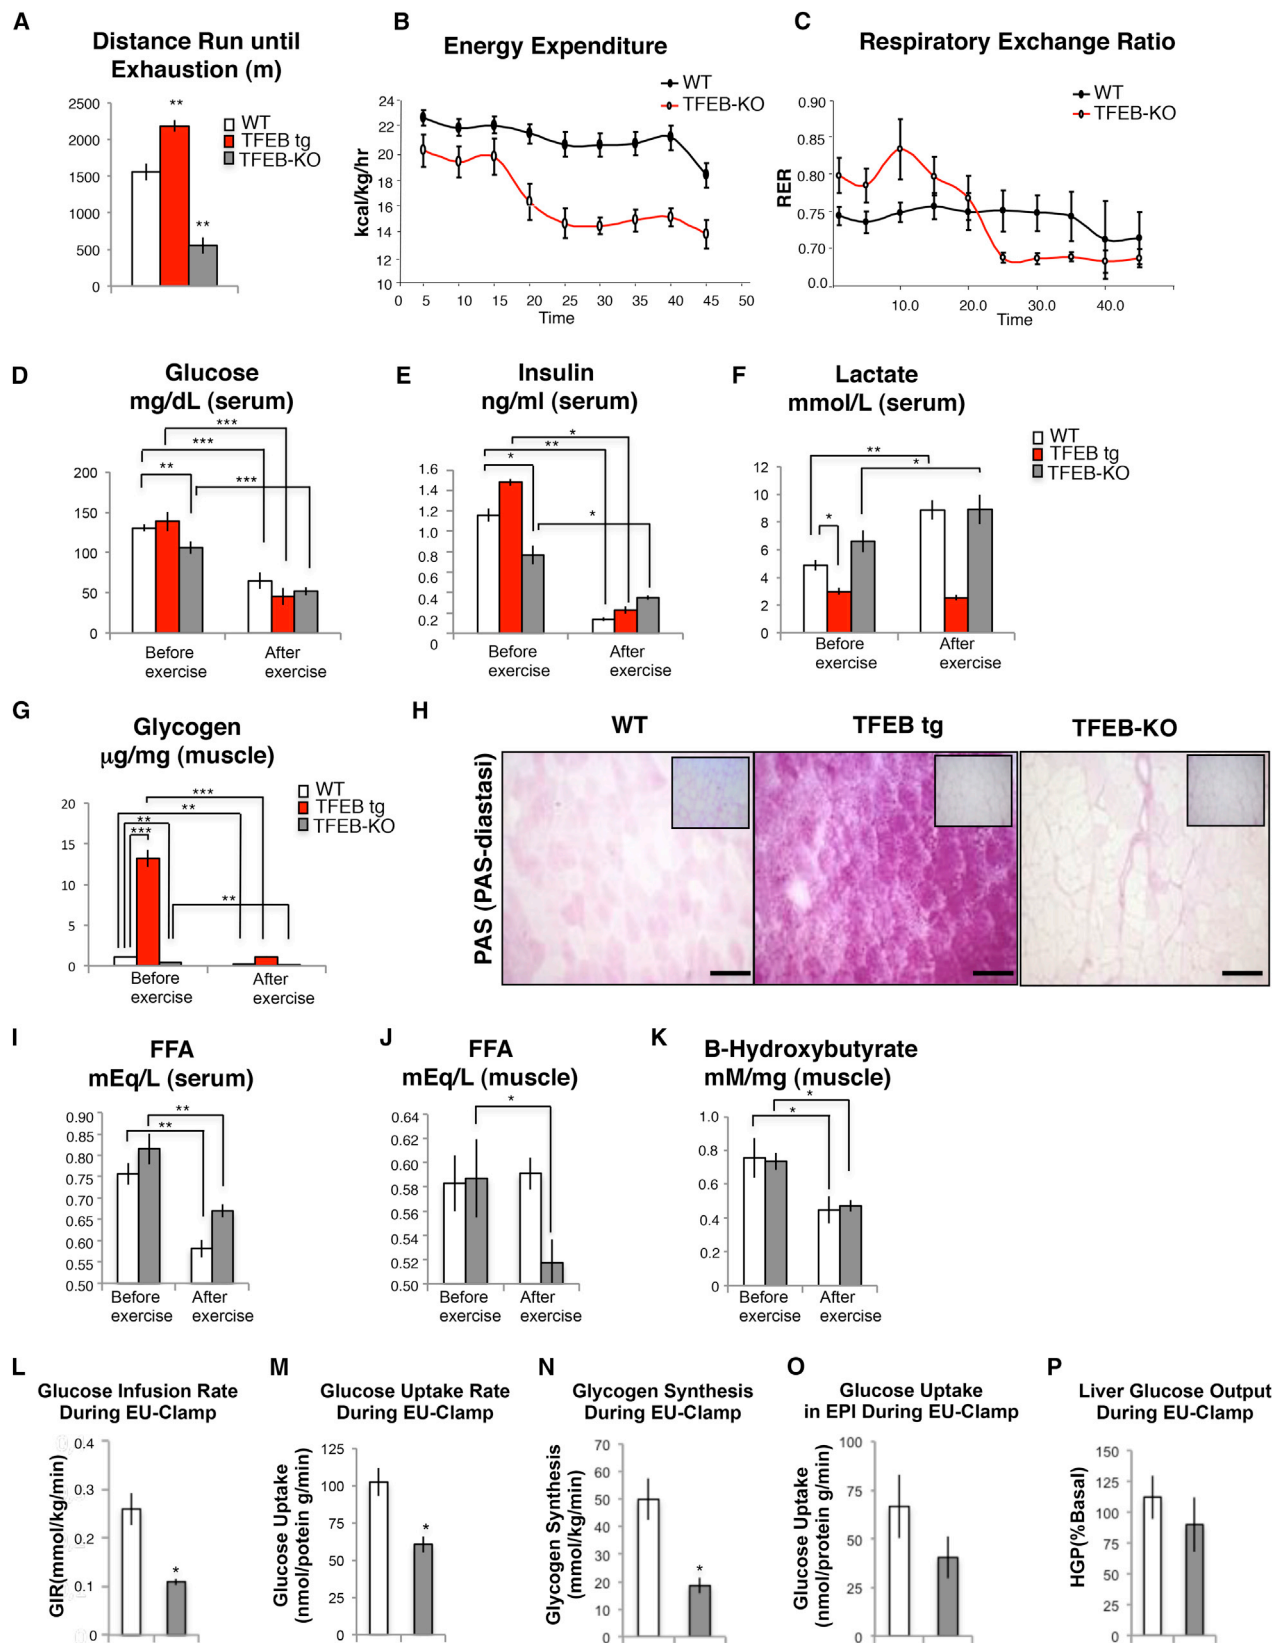 A
Distance Run until
Exhaustion (m)
2500
2000
1500
1000
500
0
**
**
WT
TFEB tg
TFEB-KO
B
Energy Expenditure
WT
TFEB-KO
kcal/kg/hr
24
22
20
18
16
14
12
10
0 5 10 15 20 25 30 35 40 45 50
Time
C
Respiratory Exchange Ratio
WT
TFEB-KO
RER
0.90
0.85
0.80
0.75
0.70
0.0
10.0 20.0 30.0 40.0
Time
D
Glucose
mg/dL (serum)
***
***
**
***
200
150
100
50
0
Before
exercise
After
exercise
E
Insulin
ng/ml (serum)
*
**
*
*
1.6
1.4
1.2
1.0
0.8
0.6
0.4
0.2
0
Before
exercise
After
exercise
F
Lactate
mmol/L (serum)
**
*
*
12
10
8
6
4
2
0
Before
exercise
After
exercise
WT
TFEB tg
TFEB-KO
G
Glycogen
µg/mg (muscle)
WT
TFEB tg
TFEB-KO
***
**
**
***
**
20
15
10
5
0
Before
exercise
After
exercise
H
WT
TFEB tg
TFEB-KO
PAS (PAS-diastasi)
I
FFA
mEq/L (serum)
**
**
0.90
0.85
0.80
0.75
0.70
0.65
0.60
0.55
0.50
Before
exercise
After
exercise
J
FFA
mEq/L (muscle)
*
0.64
0.62
0.60
0.58
0.56
0.54
0.52
0.50
Before
exercise
After
exercise
K
B-Hydroxybutyrate
mM/mg (muscle)
*
*
1.0
0.8
0.6
0.4
0.2
0
Before
exercise
After
exercise
L
Glucose Infusion Rate
During EU-Clamp
GIR(mmol/kg/min)
0.4
0.3
0.2
0.1
0
*
M
Glucose Uptake Rate
During EU-Clamp
Glucose Uptake
(nmol/potein g/min)
125
100
75
50
25
0
*
N
Glycogen Synthesis
During EU-Clamp
Glycogen Synthesis
(mmol/kg/min)
70
60
50
40
30
20
10
0
*
O
Glucose Uptake
in EPI During EU-Clamp
Glucose Uptake
(nmol/protein g/min)
100
75
50
25
0
P
Liver Glucose Output
During EU-Clamp
HGP(%Basal)
150
125
100
75
50
25
0